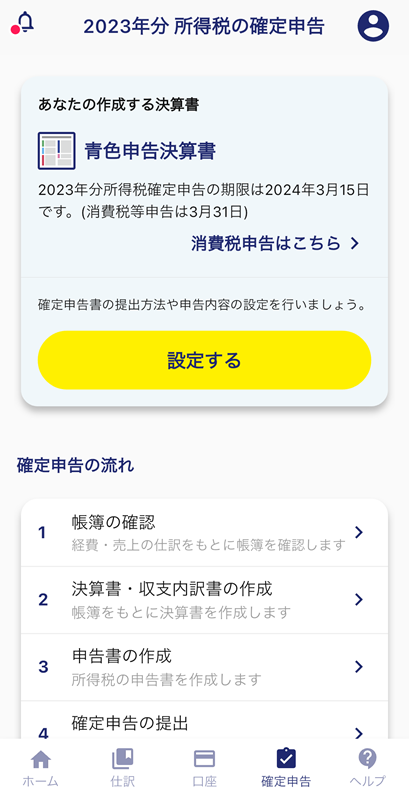 2023年分 所得税の確定申告
あなたの作成する決算書
青色申告決算書
2023年分所得税確定申告の期限は2024年3月15日
です。(消費税等申告は3月31日)
消費税申告はこちら
確定申告書の提出方法や申告内容の設定を行いましょう。
設定する
確定申告の流れ
1 帳簿の確認
経費・売上の仕訳をもとに帳簿を確認します
2 決算書・収支内訳書の作成
帳簿をもとに決算書を作成します
3 申告書の作成
所得税の申告書を作成します
4 確定申告の提出
ホーム 仕訳 口座 確定申告 ヘルプ